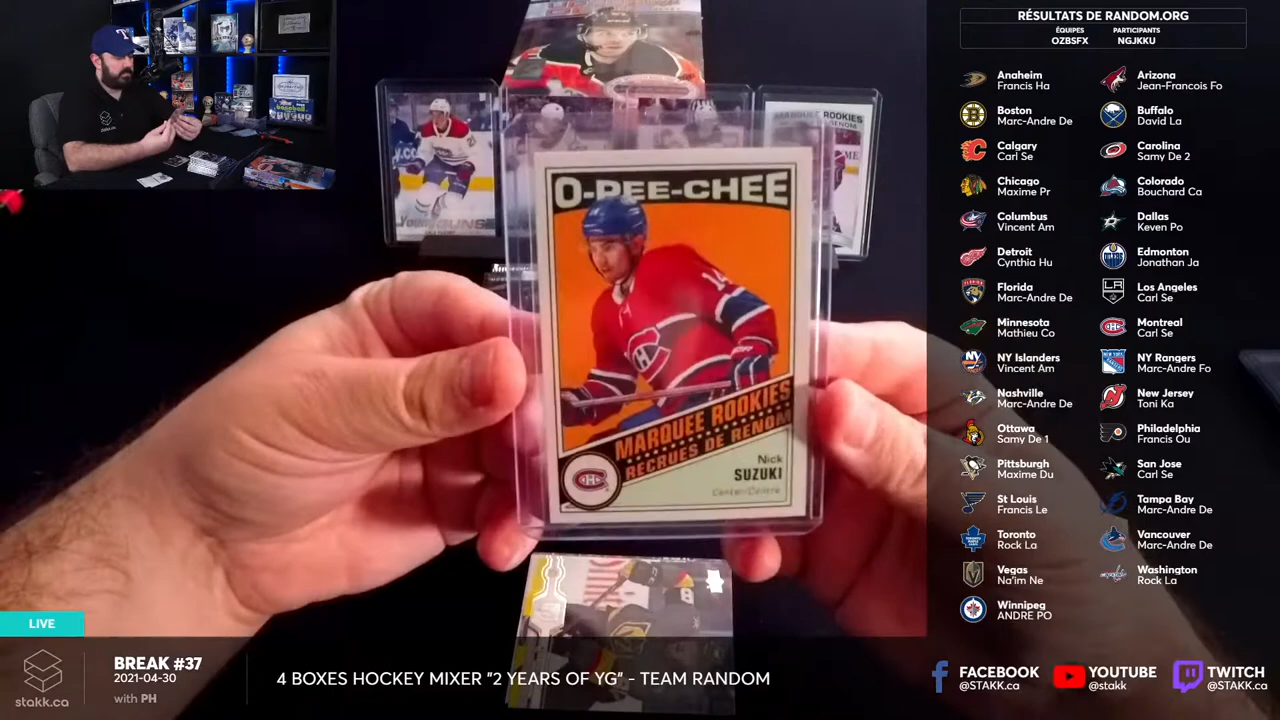 RÉSULTATS DE RANDOM.ORG
ÉQUIPES
OZBSFX
PARTICIPANTS
NGJKKU
Anaheim
Francis Ha
Arizona
Jean-Francois Fo
Boston
Marc-Andre De
Buffalo
David La
Calgary
Carl Se
Carolina
Samy De 2
Chicago
Maxime Pr
Colorado
Bouchard Ca
Columbus
Vincent Am
Dallas
Keven Po
Detroit
Cynthia Hu
Edmonton
Jonathan Ja
Florida
Marc-Andre De
Los Angeles
Carl Se
Minnesota
Mathieu Co
Montreal
Carl Se
NY Islanders
Vincent Am
NY Rangers
Marc-Andre Fo
Nashville
Marc-Andre De
New Jersey
Toni Ka
Ottawa
Samy De 1
Philadelphia
Francis Ou
Pittsburgh
Maxime Du
San Jose
Carl Se
St Louis
Francis Le
Tampa Bay
Marc-Andre De
Toronto
Rock La
Vancouver
Marc-Andre De
Vegas
Na'im Ne
Washington
Rock La
Winnipeg
ANDRE PO
O-PEE-CHEE
14
MARQUEE ROOKIES
RECRUES DE RENOM
Nick
SUZUKI
Center/Centre
LIVE
stakk.ca
BREAK #37
2021-04-30
with PH
4 BOXES HOCKEY MIXER "2 YEARS OF YG" - TEAM RANDOM
FACEBOOK
@STAKK.ca
YOUTUBE
@stakk
TWITCH
@STAKK.ca